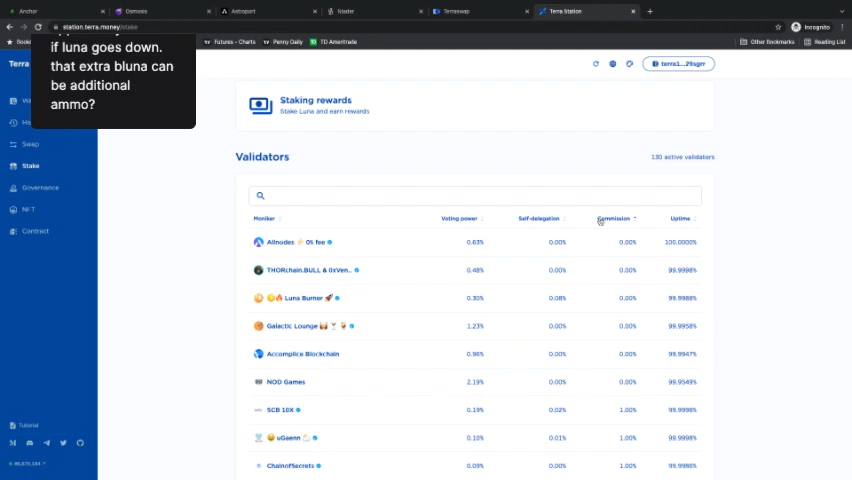 Anchor
Osmosis
Astroport
Stader
Terraswap
Terra Station
station.terra.money/stake
Incognito
Futures - Charts
Penny Daily
TD Ameritrade
Other Bookmarks
Reading List
if luna goes down.
that extra bluna can
be additional
ammo?
Terra
terra1...29sgrr
Swap
Stake
Governance
NFT
Contract
Tutorial
Staking rewards
Stake Luna and earn rewards
Validators
130 active validators
Moniker Voting power Self-delegation Commission Uptime
Allnodes ⚡ 0% fee 0.63% 0.00% 0.00% 100.0000%
THORchain.BULL & 0xVen... 0.48% 0.00% 0.00% 99.9998%
Luna Burner 🚀 0.30% 0.08% 0.00% 99.9988%
Galactic Lounge 1.23% 0.00% 0.00% 99.9958%
Accomplice Blockchain 0.96% 0.00% 0.00% 99.9947%
NOD Games 2.19% 0.00% 0.00% 99.9549%
SCB 10X 0.19% 0.02% 1.00% 99.9998%
uGaenn 0.10% 0.01% 1.00% 99.9998%
ChainofSecrets 0.09% 0.00% 1.00% 99.9986%